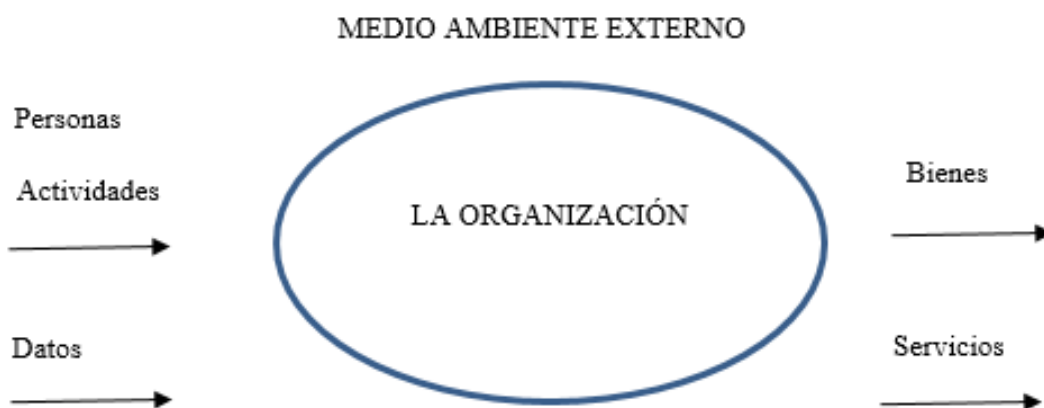 MEDIO AMBIENTE EXTERNO
Personas
Actividades
Datos
LA ORGANIZACIÓN
Bienes
Servicios